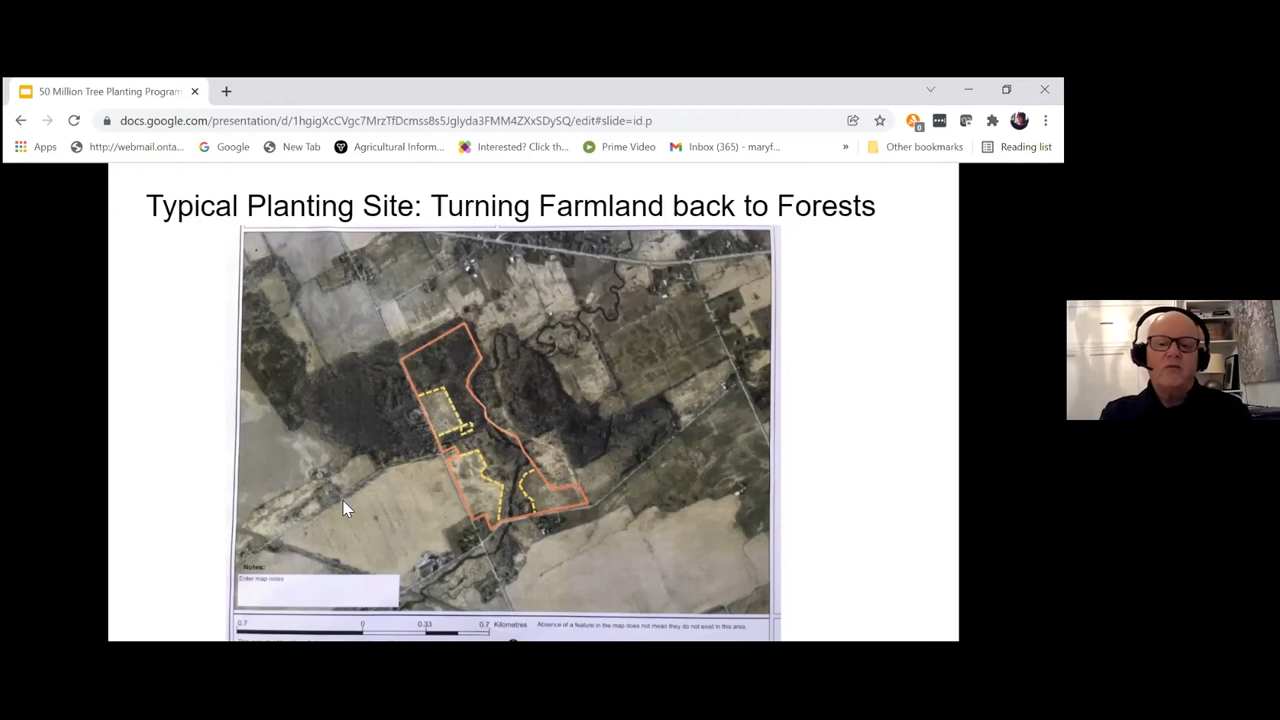 50 Million Tree Planting Program
docs.google.com/presentation/d/1hgigXcCVgc7MrzTfDcmss8s5Jglyda3FMM4ZXxSDySQ/edit#slide=id.p
0
Apps http://webmail.onta... Google New Tab Agricultural Inform... Interested? Click th... Prime Video Inbox (365) - maryf... » Other bookmarks Reading list
Typical Planting Site: Turning Farmland back to Forests
Notes:
Enter map notes
0.7 0 0.33 0.7 Kilometres Absence of a feature in the map does not mean they do not exist in this area.